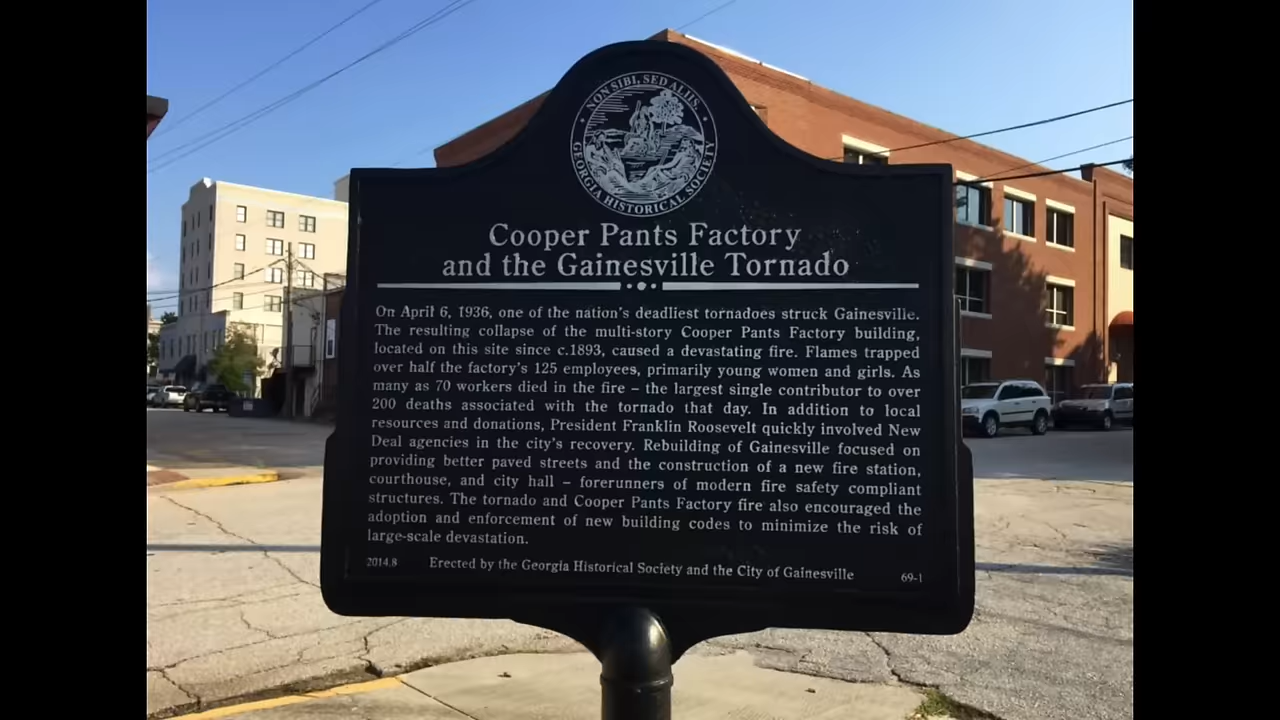 NON SIBI, SED ALIIS.
GEORGIA HISTORICAL SOCIETY
Cooper Pants Factory
and the Gainesville Tornado
On April 6, 1936, one of the nation's deadliest tornadoes struck Gainesville.
The resulting collapse of the multi-story Cooper Pants Factory building,
located on this site since c.1893, caused a devastating fire. Flames trapped
over half the factory's 125 employees, primarily young women and girls. As
many as 70 workers died in the fire – the largest single contributor to over
200 deaths associated with the tornado that day. In addition to local
resources and donations, President Franklin Roosevelt quickly involved New
Deal agencies in the city's recovery. Rebuilding of Gainesville focused on
providing better paved streets and the construction of a new fire station,
courthouse, and city hall – forerunners of modern fire safety compliant
structures. The tornado and Cooper Pants Factory fire also encouraged the
adoption and enforcement of new building codes to minimize the risk of
large-scale devastation.
2014.8 Erected by the Georgia Historical Society and the City of Gainesville 69-1